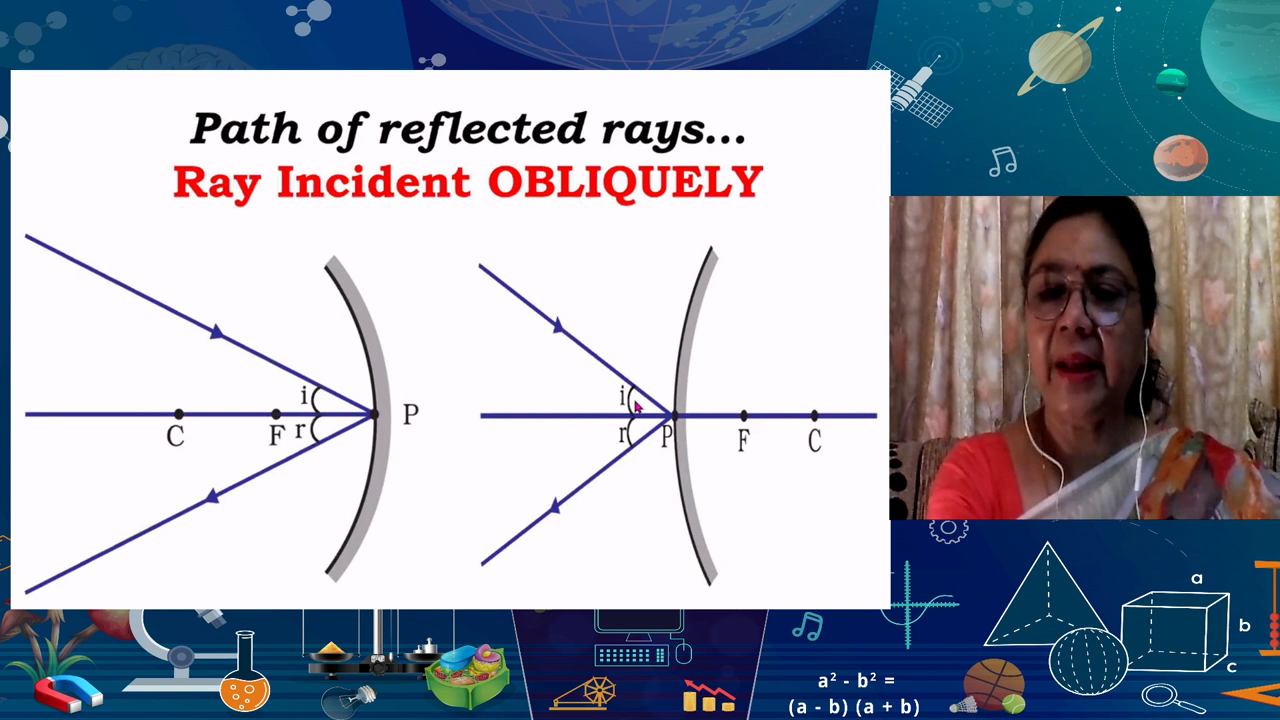 Path of reflected rays...
Ray Incident OBLIQUELY
i
r
C
F
P
i
r
P
F
C
a
b
c
a² - b² =
(a - b) (a + b)